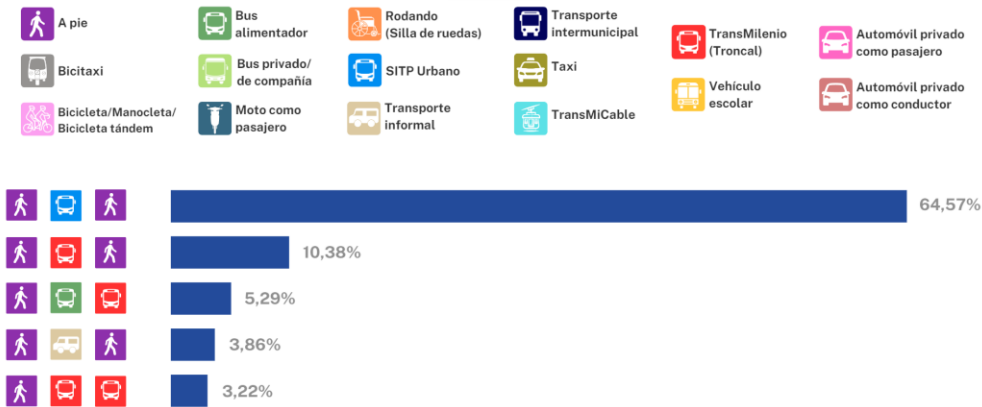 A pie
Bus
alimentador
Rodando
(Silla de ruedas)
Transporte
intermunicipal
TransMilenio
(Troncal)
Automóvil privado
como pasajero
Bicitaxi
Bus privado/
de compañía
SITP Urbano
Taxi
Vehículo
escolar
Automóvil privado
como conductor
Bicicleta/Manocleta/
Bicicleta tándem
Moto como
pasajero
Transporte
informal
TransMiCable
64,57%
10,38%
5,29%
3,86%
3,22%